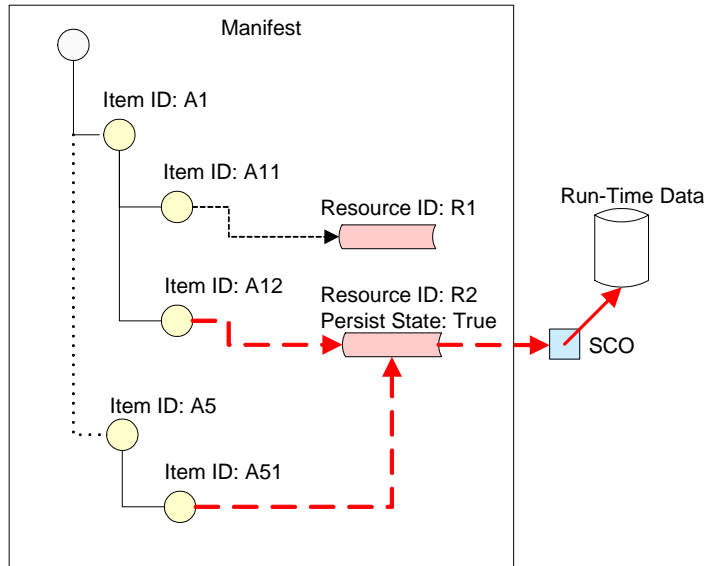 Manifest
Item ID: A1
Item ID: A11
Resource ID: R1
Run-Time Data
Item ID: A12
Resource ID: R2
Persist State: True
SCO
Item ID: A5
Item ID: A51